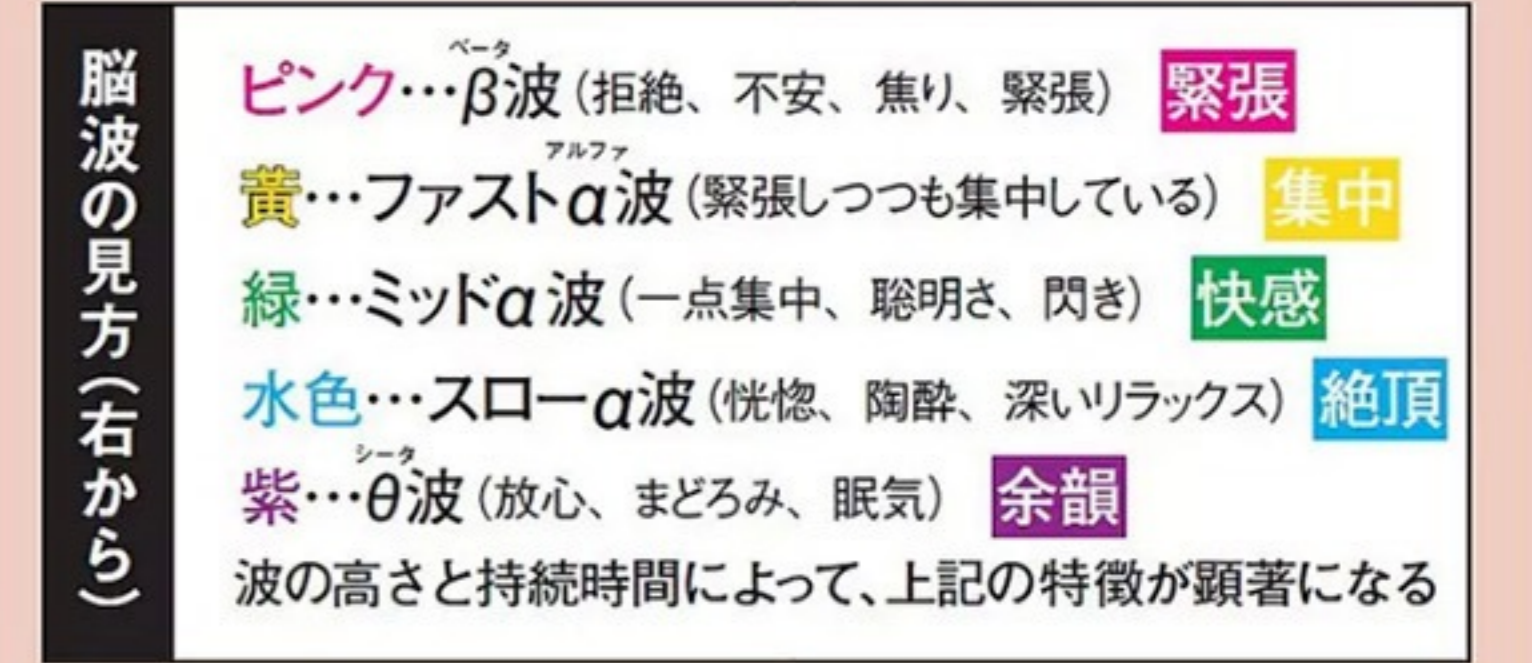 脳波の見方(右から)
ピンク…β波(拒絶、不安、焦り、緊張) 緊張
ベータ
黄…ファストα波(緊張しつつも集中している) 集中
アルファ
緑…ミッドα波(一点集中、聡明さ、閃き) 快感
水色…スローα波(恍惚、陶酔、深いリラックス) 絶頂
紫…θ波(放心、まどろみ、眠気) 余韻
シータ
波の高さと持続時間によって、上記の特徴が顕著になる